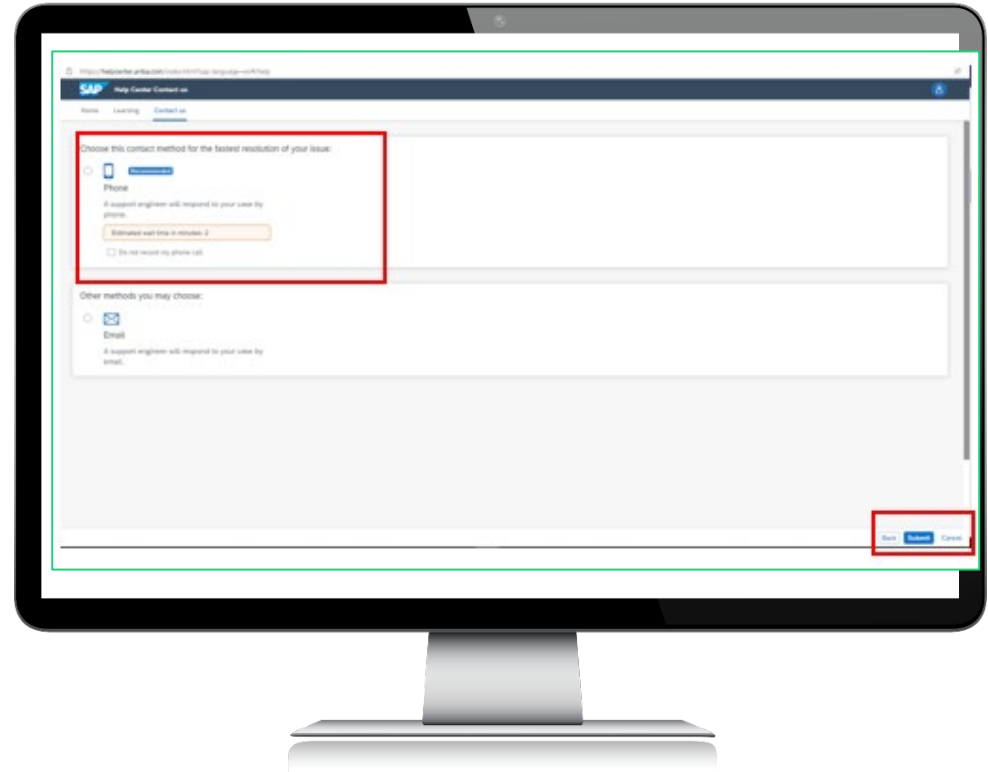 SAP Help Center Contact us
Home Learning Contact us
Choose this contact method for the fastest resolution of your issue:
Recommended
Phone
A support engineer will respond to your case by
phone.
Estimated wait time in minutes: 2
Do not record my phone call
Other methods you may choose:
Email
A support engineer will respond to your case by
email.
Back Submit Cancel